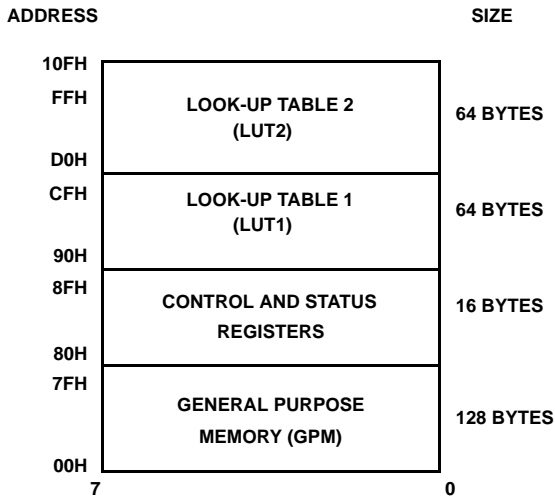 ADDRESS SIZE
10FH
FFH
LOOK-UP TABLE 2
(LUT2)
64 BYTES
D0H
CFH
LOOK-UP TABLE 1
(LUT1)
64 BYTES
90H
8FH
CONTROL AND STATUS
REGISTERS
16 BYTES
80H
7FH
GENERAL PURPOSE
MEMORY (GPM)
128 BYTES
00H
7 0